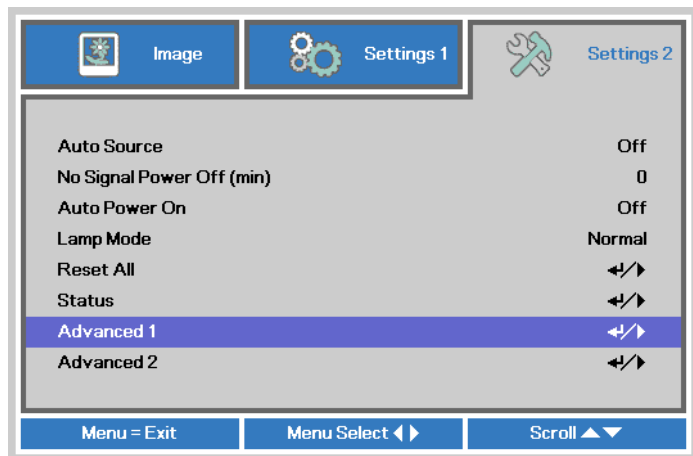 Image
Settings 1
Settings 2
Auto Source Off
No Signal Power Off (min) 0
Auto Power On Off
Lamp Mode Normal
Reset All ↵/▶
Status ↵/▶
Advanced 1 ↵/▶
Advanced 2 ↵/▶
Menu = Exit
Menu Select ◀▶
Scroll ▲▼